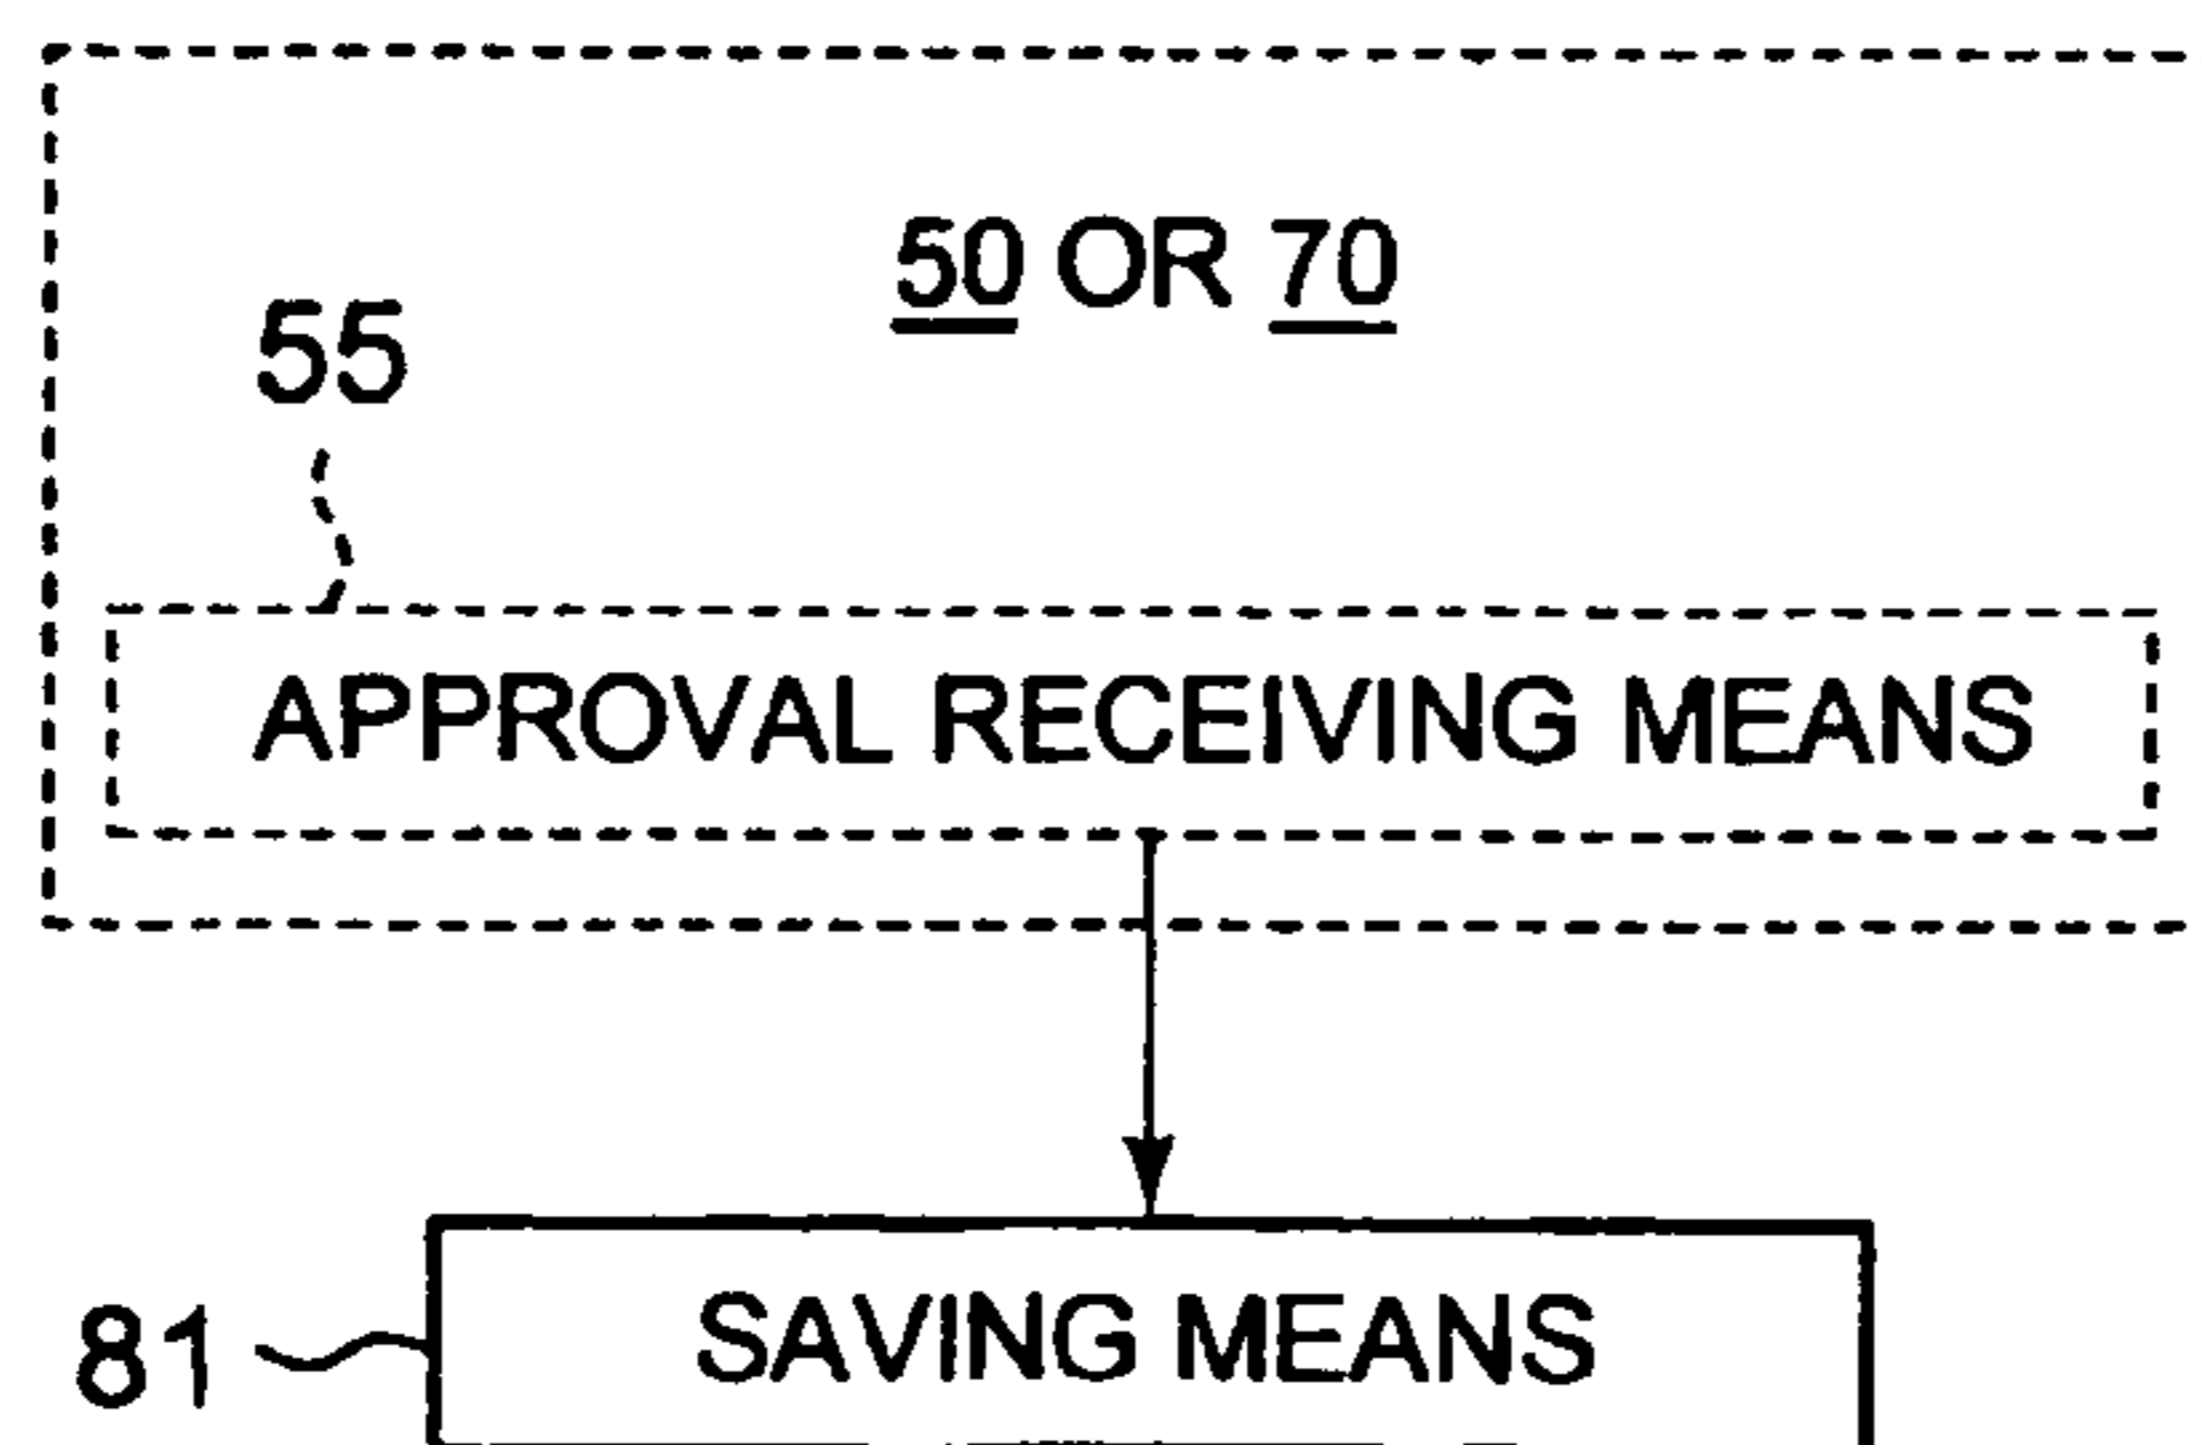 50 OR 70
55
APPROVAL RECEIVING MEANS
SAVING MEANS
81